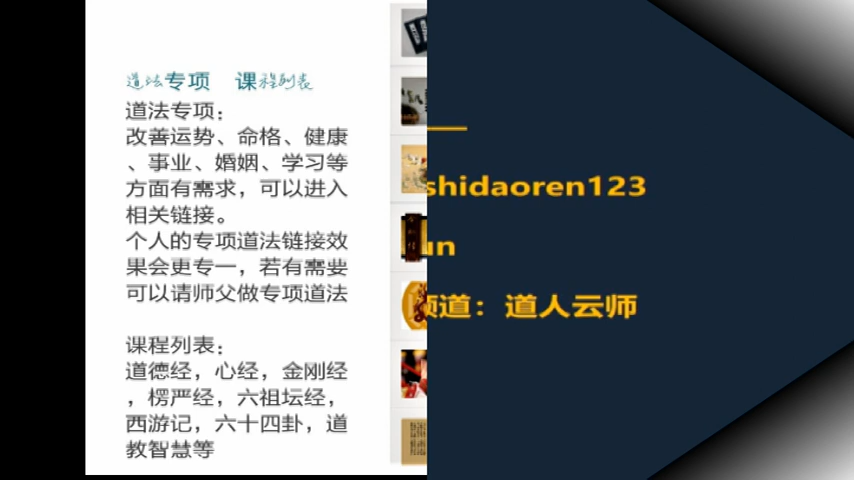 道法专项 课程列表
道法专项：
改善运势、命格、健康
、事业、婚姻、学习等
方面有需求，可以进入
相关链接。
个人的专项道法链接效
果会更专一，若有需要
可以请师父做专项道法
课程列表：
道德经，心经，金刚经
，楞严经，六祖坛经，
西游记，六十四卦，道
教智慧等
shidaoren123
un
频道：道人云师